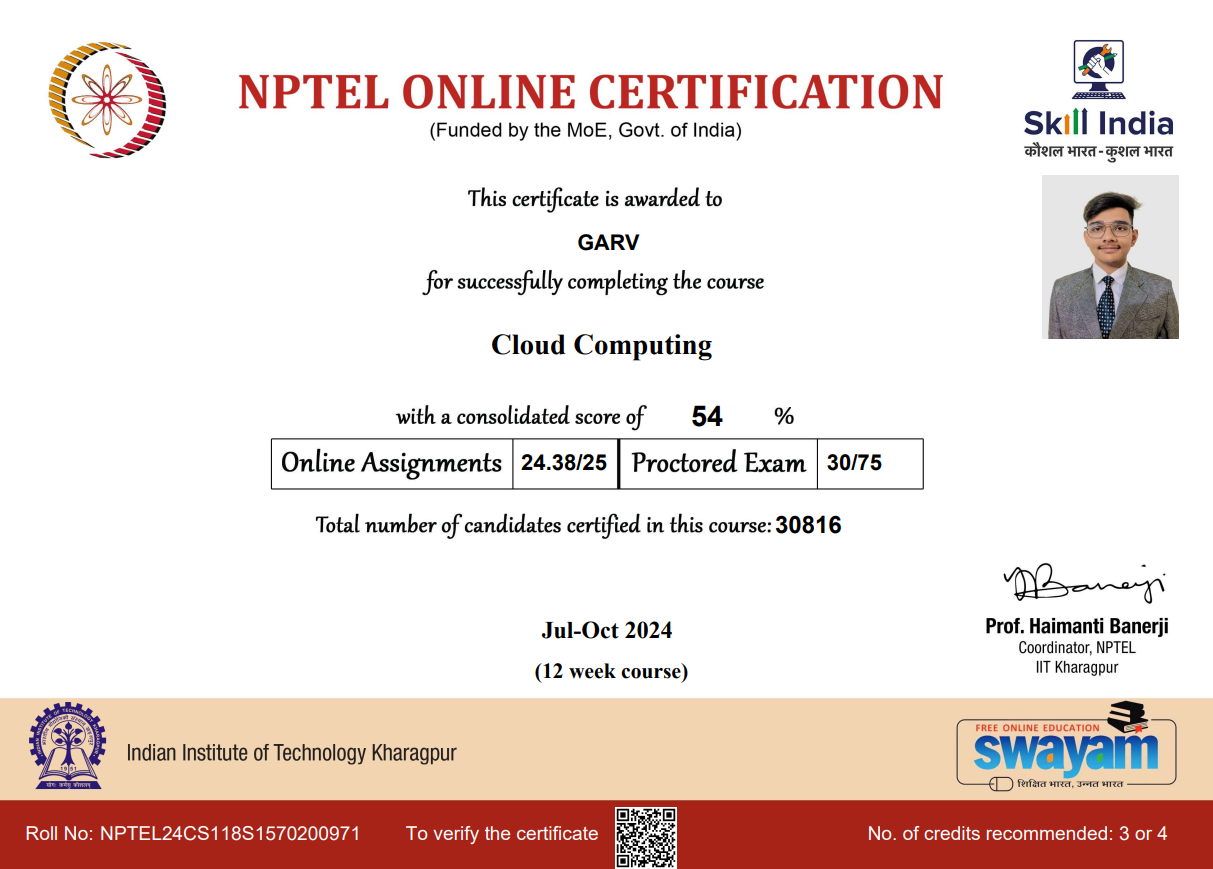 NPTEL ONLINE CERTIFICATION
(Funded by the MoE, Govt. of India)
Skill India
कौशल भारत - कुशल भारत
This certificate is awarded to
GARV
for successfully completing the course
Cloud Computing
with a consolidated score of 54 %
Online Assignments 24.38/25 Proctored Exam 30/75
Total number of candidates certified in this course: 30816
Banerji
Prof. Haimanti Banerji
Coordinator, NPTEL
IIT Kharagpur
Jul-Oct 2024
(12 week course)
1951
Indian Institute of Technology Kharagpur
FREE ONLINE EDUCATION
swayam
शिक्षित भारत, उन्नत भारत
Roll No: NPTEL24CS118S1570200971 To verify the certificate No. of credits recommended: 3 or 4